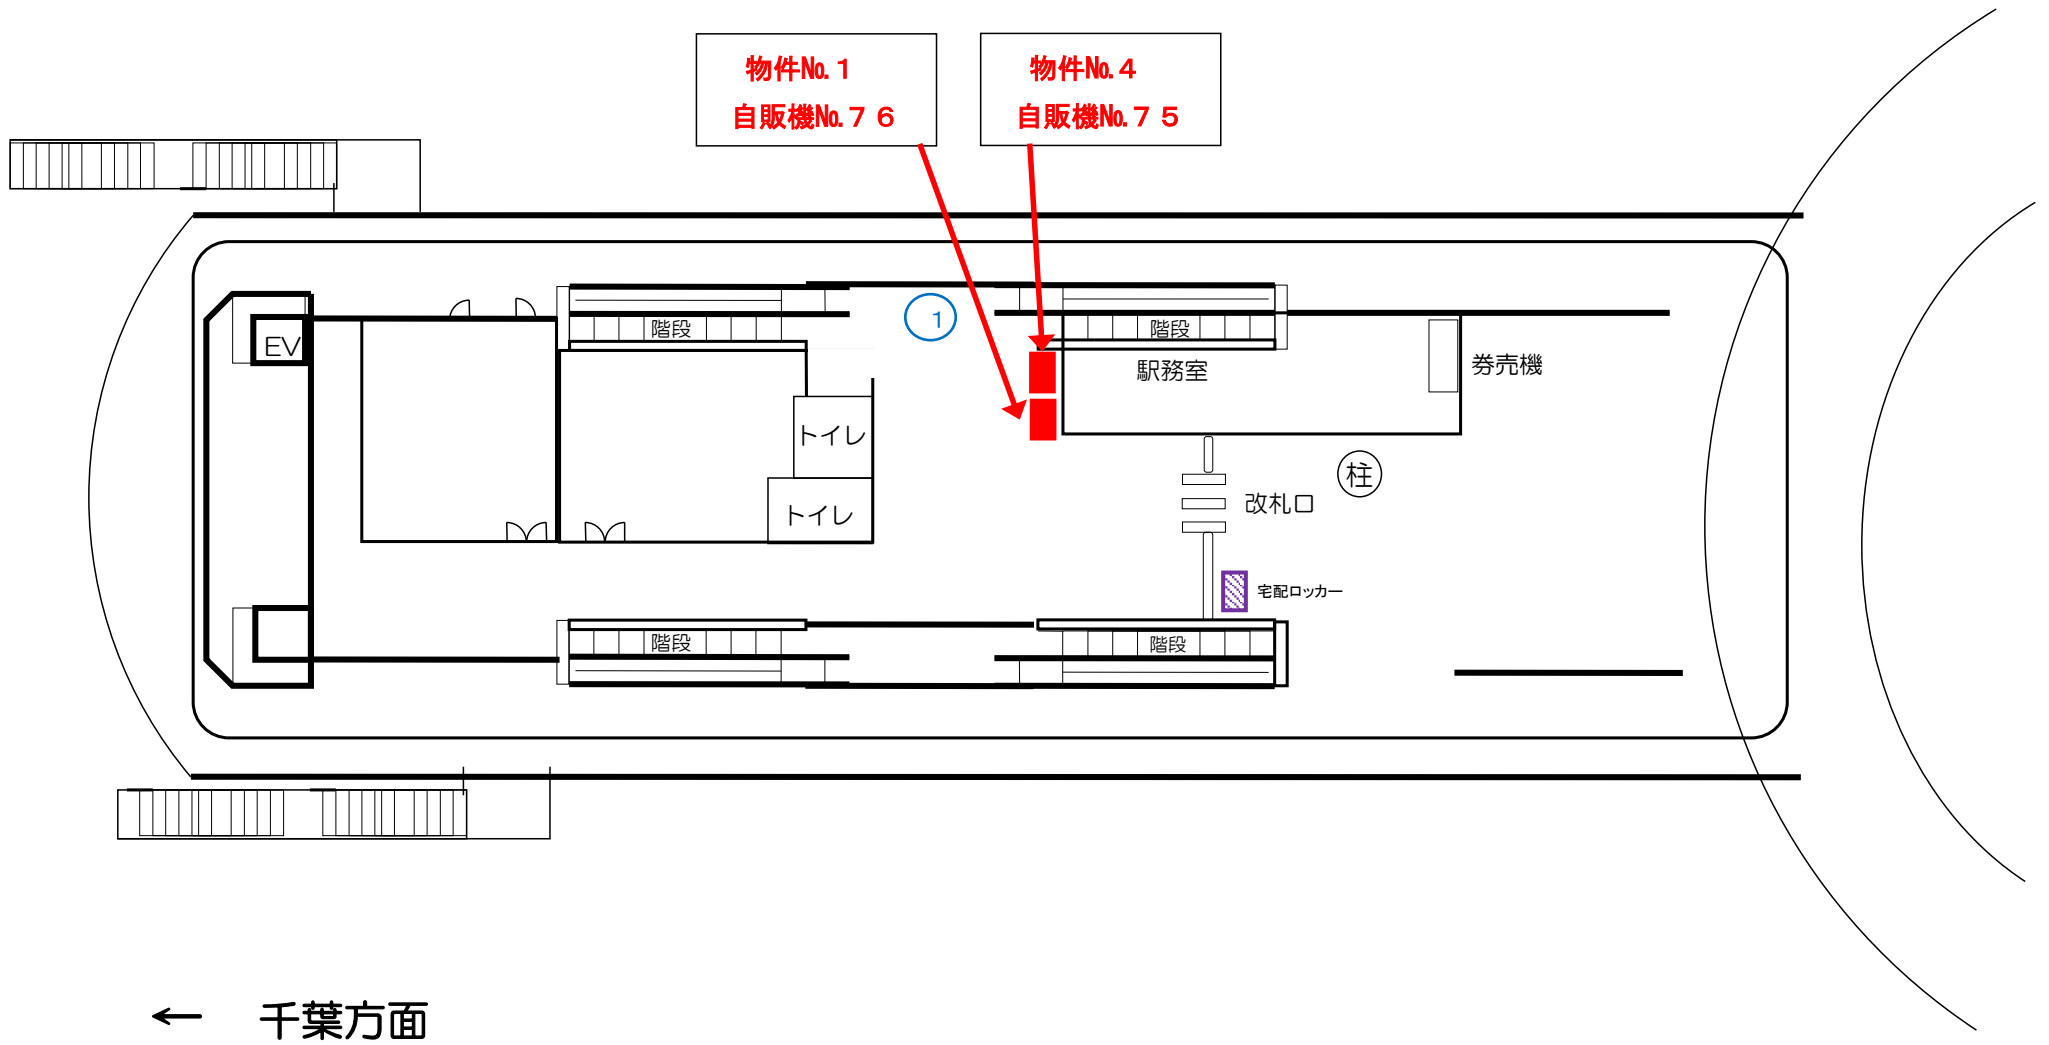 物件№.1
自販機№.76
物件№.4
自販機№.75
1
階段
階段
EV
駅務室
券売機
トイレ
柱
改札口
トイレ
宅配ロッカー
階段
階段
← 千葉方面